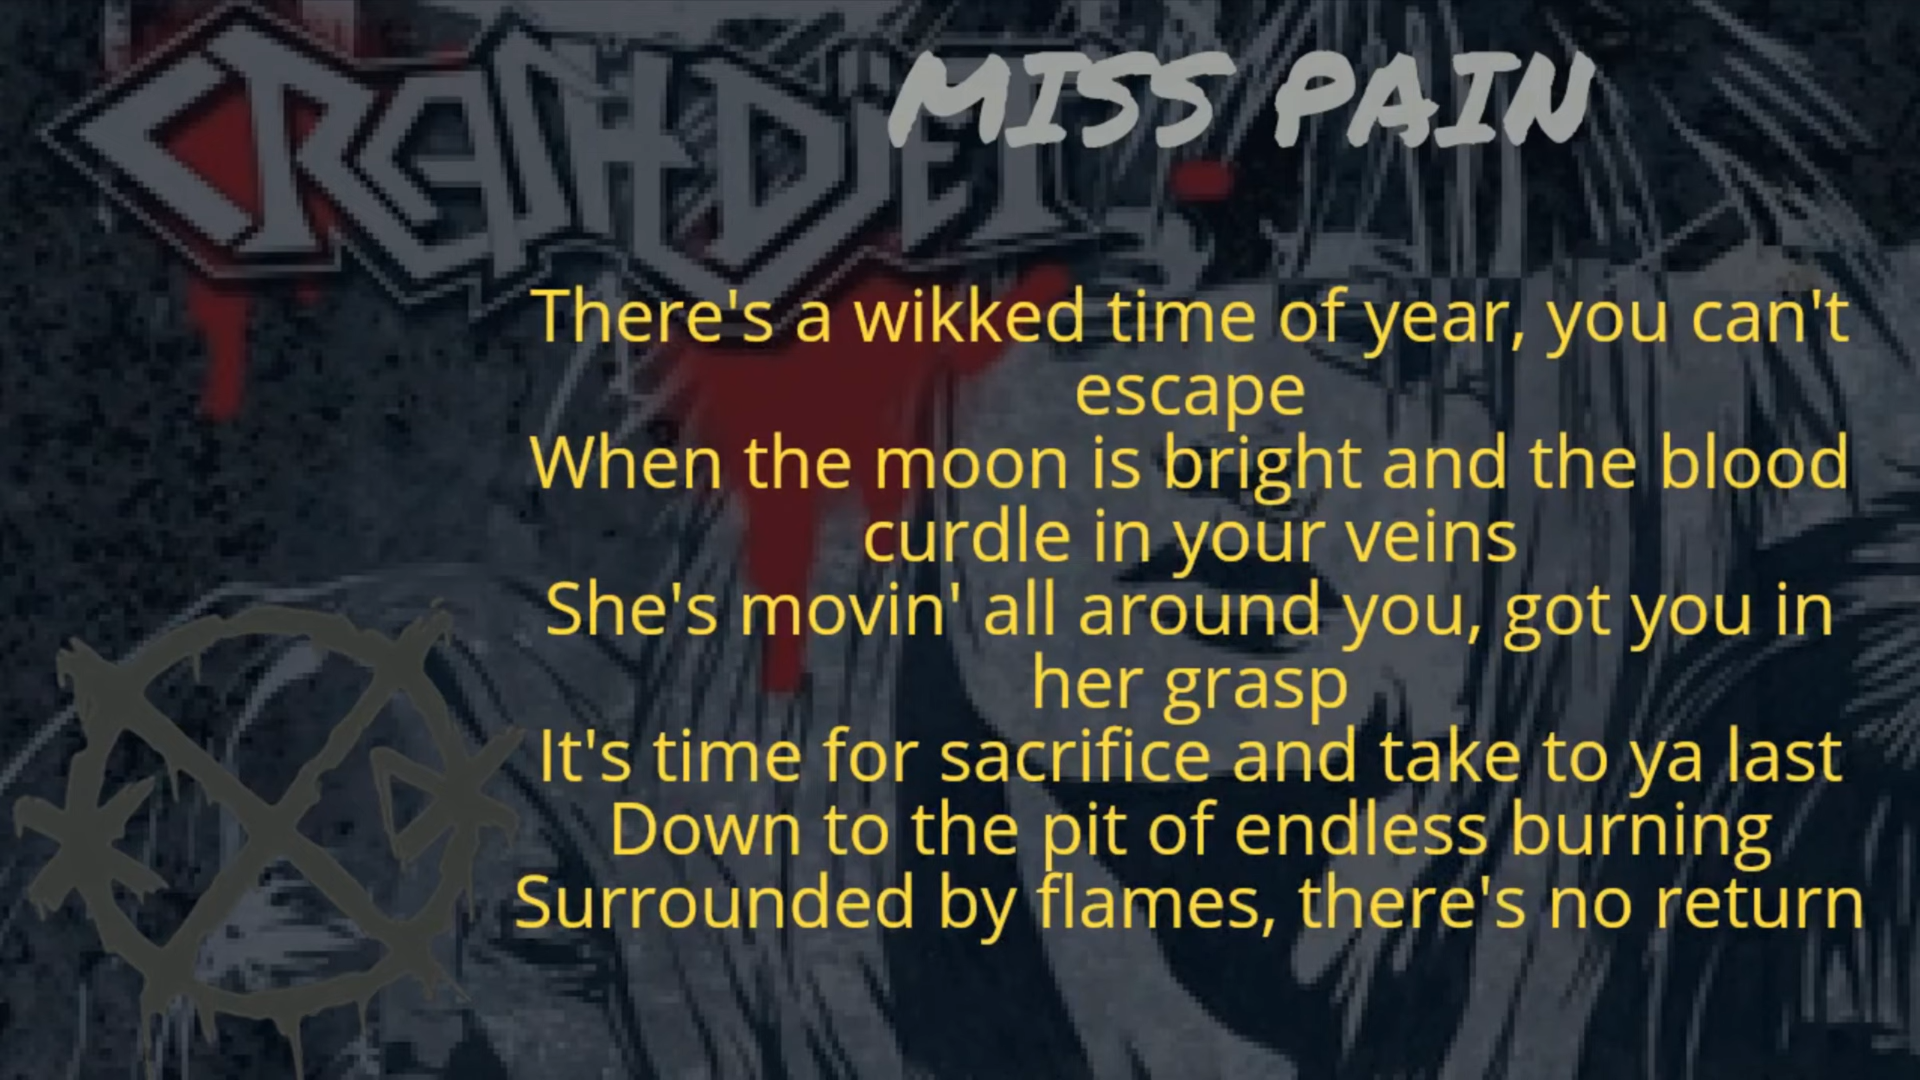 CRASHDÏET
MISS PAIN
There's a wikked time of year, you can't
escape
When the moon is bright and the blood
curdle in your veins
She's movin' all around you, got you in
her grasp
It's time for sacrifice and take to ya last
Down to the pit of endless burning
Surrounded by flames, there's no return